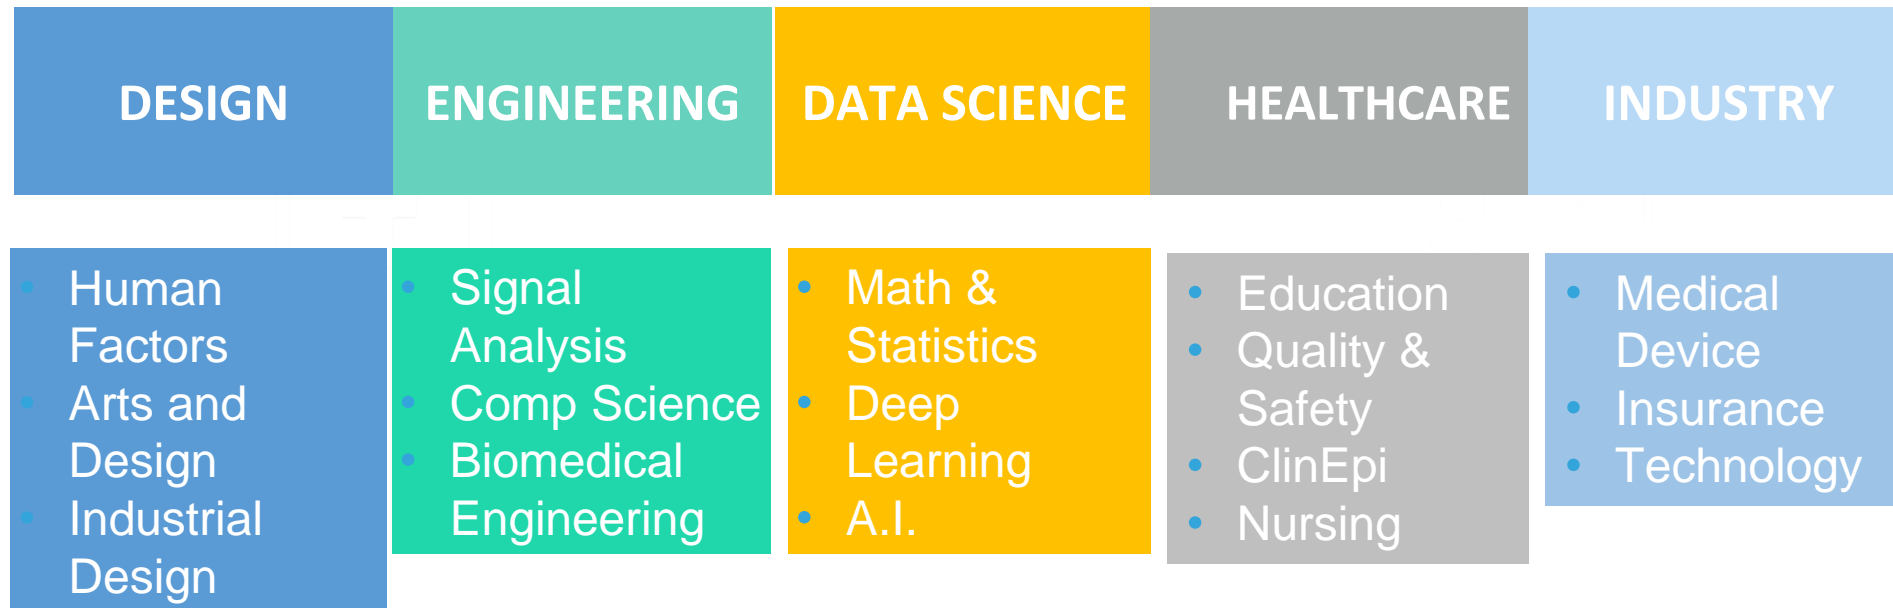 DESIGN
ENGINEERING
DATA SCIENCE
HEALTHCARE
INDUSTRY
• Human
Factors
• Arts and
Design
• Industrial
Design
• Signal
Analysis
• Comp Science
• Biomedical
Engineering
• Math &
Statistics
• Deep
Learning
• A.I.
• Education
• Quality &
Safety
• ClinEpi
• Nursing
• Medical
Device
• Insurance
• Technology